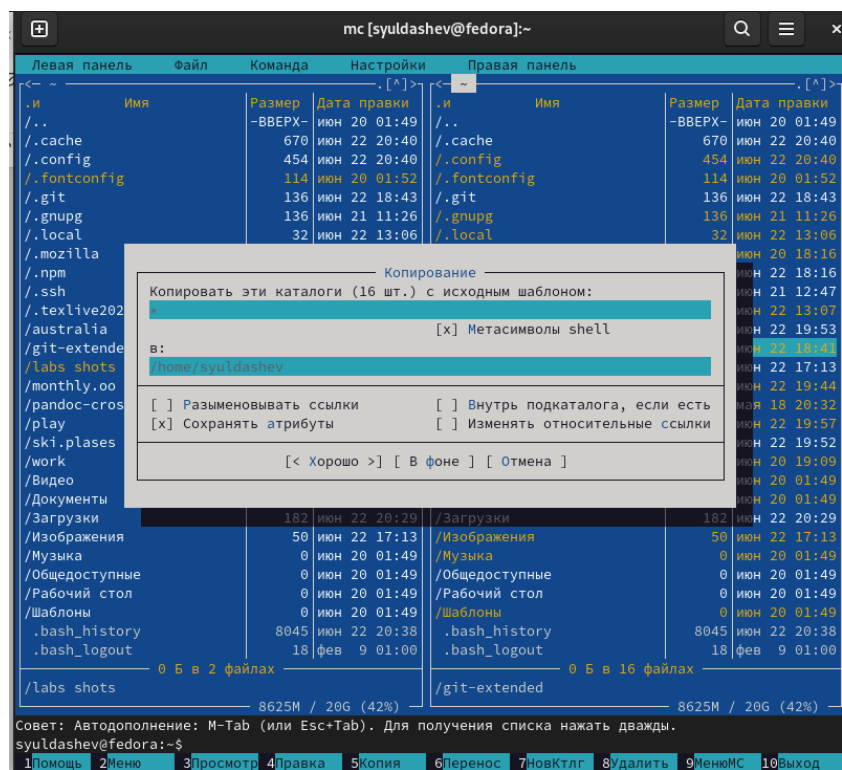 mc [syuldashev@fedora]:~
Левая панель Файл Команда Настройки Правая панель
<— ~ .[^]> <— ~ .[^]>
.и Имя Размер Дата правки .и Имя Размер Дата правки
/.. -ВВЕРХ- июн 20 01:49 /.. -ВВЕРХ- июн 20 01:49
/.cache 670 июн 22 20:40 /.cache 670 июн 22 20:40
/.config 454 июн 22 20:40 /.config 454 июн 22 20:40
/.fontconfig 114 июн 20 01:52 /.fontconfig 114 июн 20 01:52
/.git 136 июн 22 18:43 /.git 136 июн 22 18:43
/.gnupg 136 июн 21 11:26 /.gnupg 136 июн 21 11:26
/.local 32 июн 22 13:06 /.local 32 июн 22 13:06
/.mozilla июн 20 18:16
/.npm июн 22 18:16
/.ssh июн 21 12:47
/.texlive202 июн 22 13:07
/australia июн 22 19:53
/git-extende июн 22 18:41
/labs shots июн 22 17:13
/monthly.oo июн 22 19:44
/pandoc-cros мая 18 20:32
/play июн 22 19:57
/ski.plases июн 22 19:52
/work июн 20 19:09
/Видео июн 20 01:49
/Документы июн 20 01:49
Копирование
Копировать эти каталоги (16 шт.) с исходным шаблоном:
*
[x] Метасимволы shell
в:
/home/syuldashev
[ ] Разыменовывать ссылки [ ] Внутрь подкаталога, если есть
[x] Сохранять атрибуты [ ] Изменять относительные ссылки
[< Хорошо >] [ В фоне ] [ Отмена ]
/Загрузки 182 июн 22 20:29 /Загрузки 182 июн 22 20:29
/Изображения 50 июн 22 17:13 /Изображения 50 июн 22 17:13
/Музыка 0 июн 20 01:49 /Музыка 0 июн 20 01:49
/Общедоступные 0 июн 20 01:49 /Общедоступные 0 июн 20 01:49
/Рабочий стол 0 июн 20 01:49 /Рабочий стол 0 июн 20 01:49
/Шаблоны 0 июн 20 01:49 /Шаблоны 0 июн 20 01:49
.bash_history 8045 июн 22 20:38 .bash_history 8045 июн 22 20:38
.bash_logout 18 фев 9 01:00 .bash_logout 18 фев 9 01:00
0 Б в 2 файлах 0 Б в 16 файлах
/labs shots /git-extended
8625M / 20G (42%) 8625M / 20G (42%)
Совет: Автодополнение: M-Tab (или Esc+Tab). Для получения списка нажать дважды.
syuldashev@fedora:~$
1Помощь 2Меню 3Просмотр 4Правка 5Копия 6Перенос 7НовКтлг 8Удалить 9МенюMC 10Выход